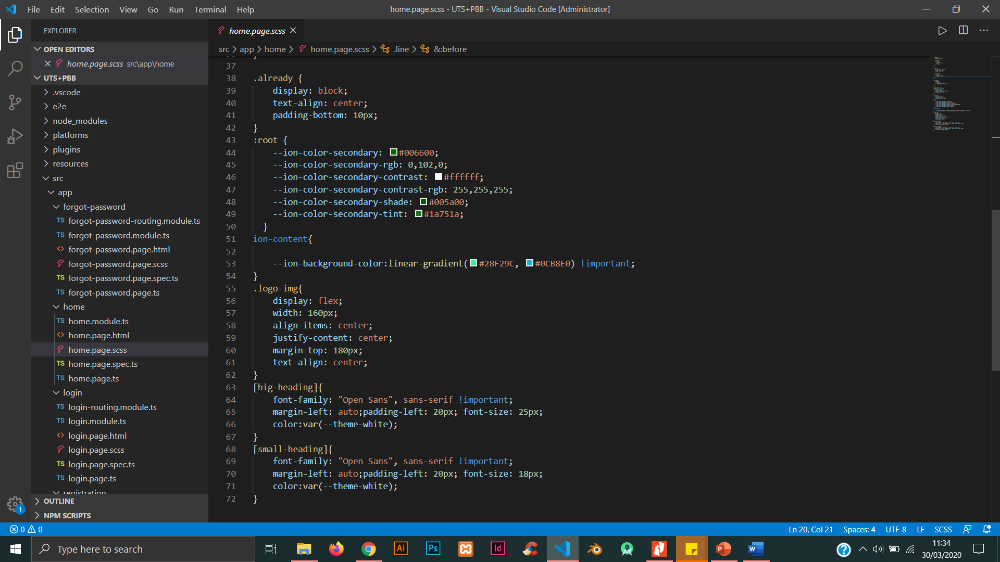 File Edit Selection View Go Run Terminal Help
home.page.scss - UTS+PBB - Visual Studio Code [Administrator]
EXPLORER
OPEN EDITORS
home.page.scss src\app\home
UTS+PBB
.vscode
e2e
node_modules
platforms
plugins
resources
src
app
forgot-password
TS forgot-password-routing.module.ts
TS forgot-password.module.ts
<> forgot-password.page.html
forgot-password.page.scss
TS forgot-password.page.spec.ts
TS forgot-password.page.ts
home
TS home.module.ts
<> home.page.html
home.page.scss
TS home.page.spec.ts
TS home.page.ts
login
TS login-routing.module.ts
TS login.module.ts
<> login.page.html
login.page.scss
TS login.page.spec.ts
TS login.page.ts
registration
OUTLINE
NPM SCRIPTS
1
home.page.scss
src > app > home > home.page.scss > .line > &:before
37
38 .already {
39 display: block;
40 text-align: center;
41 padding-bottom: 10px;
42 }
43 :root {
44 --ion-color-secondary: #006600;
45 --ion-color-secondary-rgb: 0,102,0;
46 --ion-color-secondary-contrast: #ffffff;
47 --ion-color-secondary-contrast-rgb: 255,255,255;
48 --ion-color-secondary-shade: #005a00;
49 --ion-color-secondary-tint: #1a751a;
50 }
51 ion-content{
52
53 --ion-background-color:linear-gradient(#28F29C, #0CB8E0) !important;
54 }
55 .logo-img{
56 display: flex;
57 width: 160px;
58 align-items: center;
59 justify-content: center;
60 margin-top: 180px;
61 text-align: center;
62 }
63 [big-heading]{
64 font-family: "Open Sans", sans-serif !important;
65 margin-left: auto;padding-left: 20px; font-size: 25px;
66 color:var(--theme-white);
67 }
68 [small-heading]{
69 font-family: "Open Sans", sans-serif !important;
70 margin-left: auto;padding-left: 20px; font-size: 18px;
71 color:var(--theme-white);
72 }
0 0
Ln 20, Col 21 Spaces: 4 UTF-8 LF SCSS
Type here to search
Ai
Ps
Id
P
W
?
11:34
30/03/2020